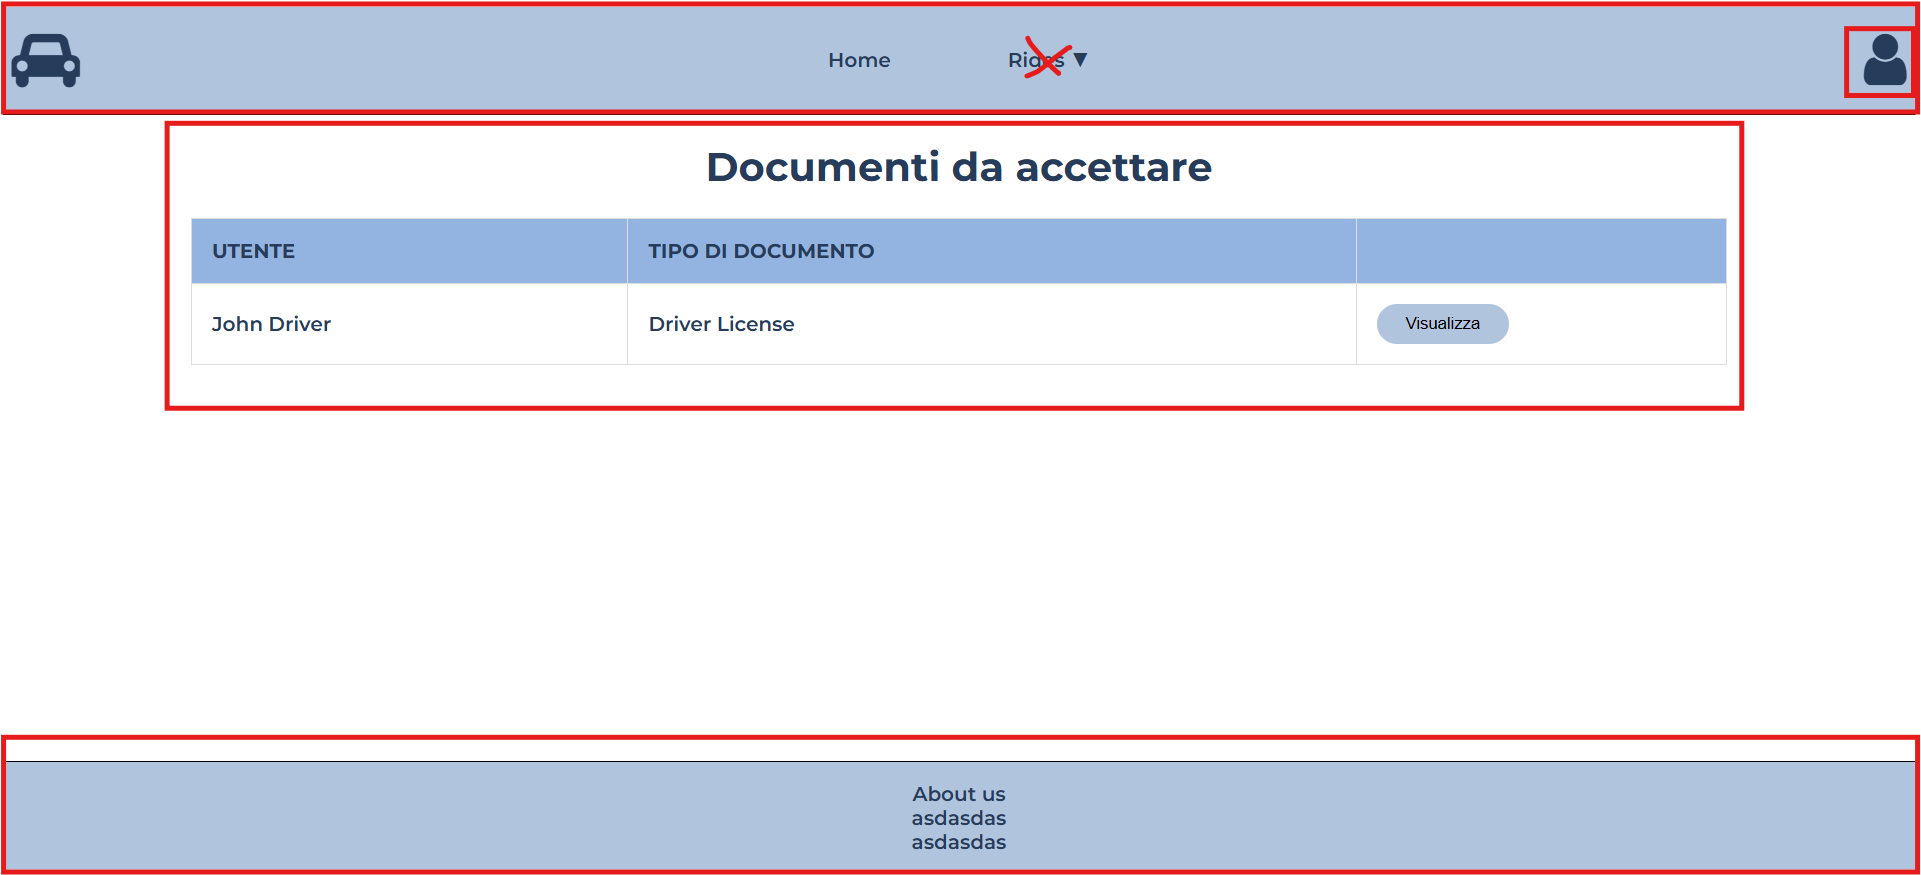 Home
Rides ▼
Documenti da accettare
UTENTE
TIPO DI DOCUMENTO
John Driver
Driver License
Visualizza
About us
asdasdas
asdasdas